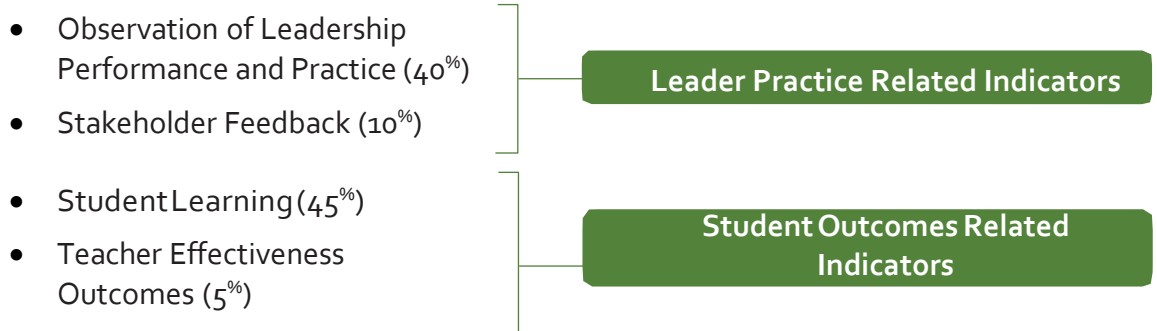 • Observation of Leadership
Performance and Practice (40%)
• Stakeholder Feedback (10%)
Leader Practice Related Indicators
• Student Learning (45%)
• Teacher Effectiveness
Outcomes (5%)
Student Outcomes Related
Indicators